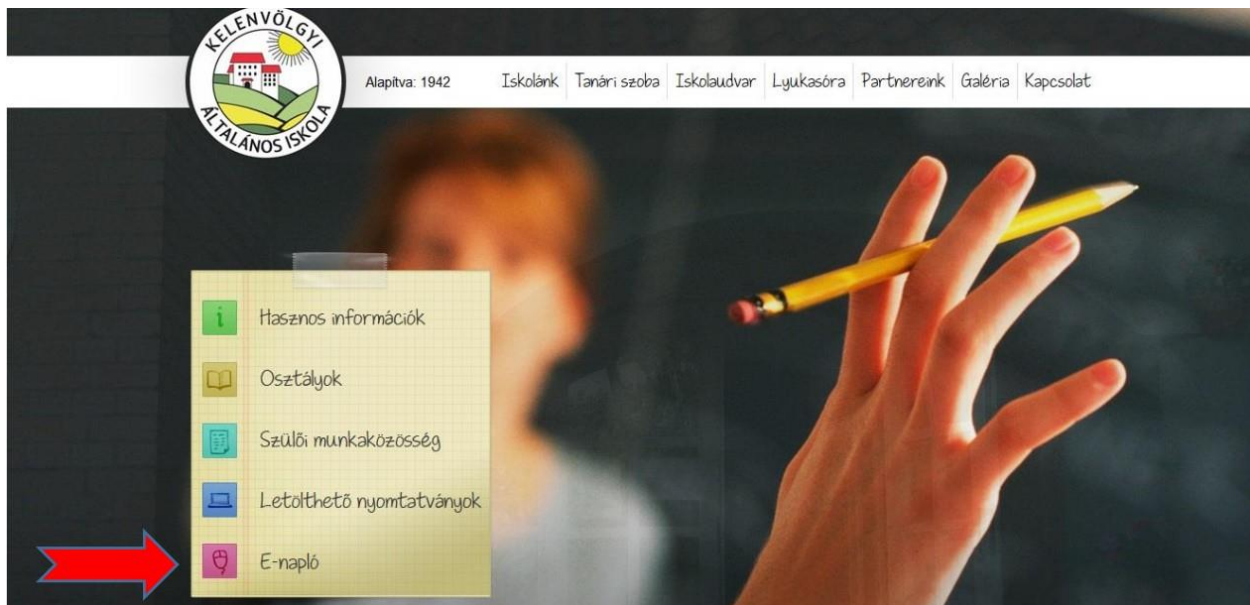 KELENVÖLGYI
ÁLTALÁNOS ISKOLA
Alapítva: 1942
Iskolánk Tanári szoba Iskolaudvar Lyukasóra Partnereink Galéria Kapcsolat
Hasznos információk
Osztályok
Szülői munkaközösség
Letölthető nyomtatványok
E-napló